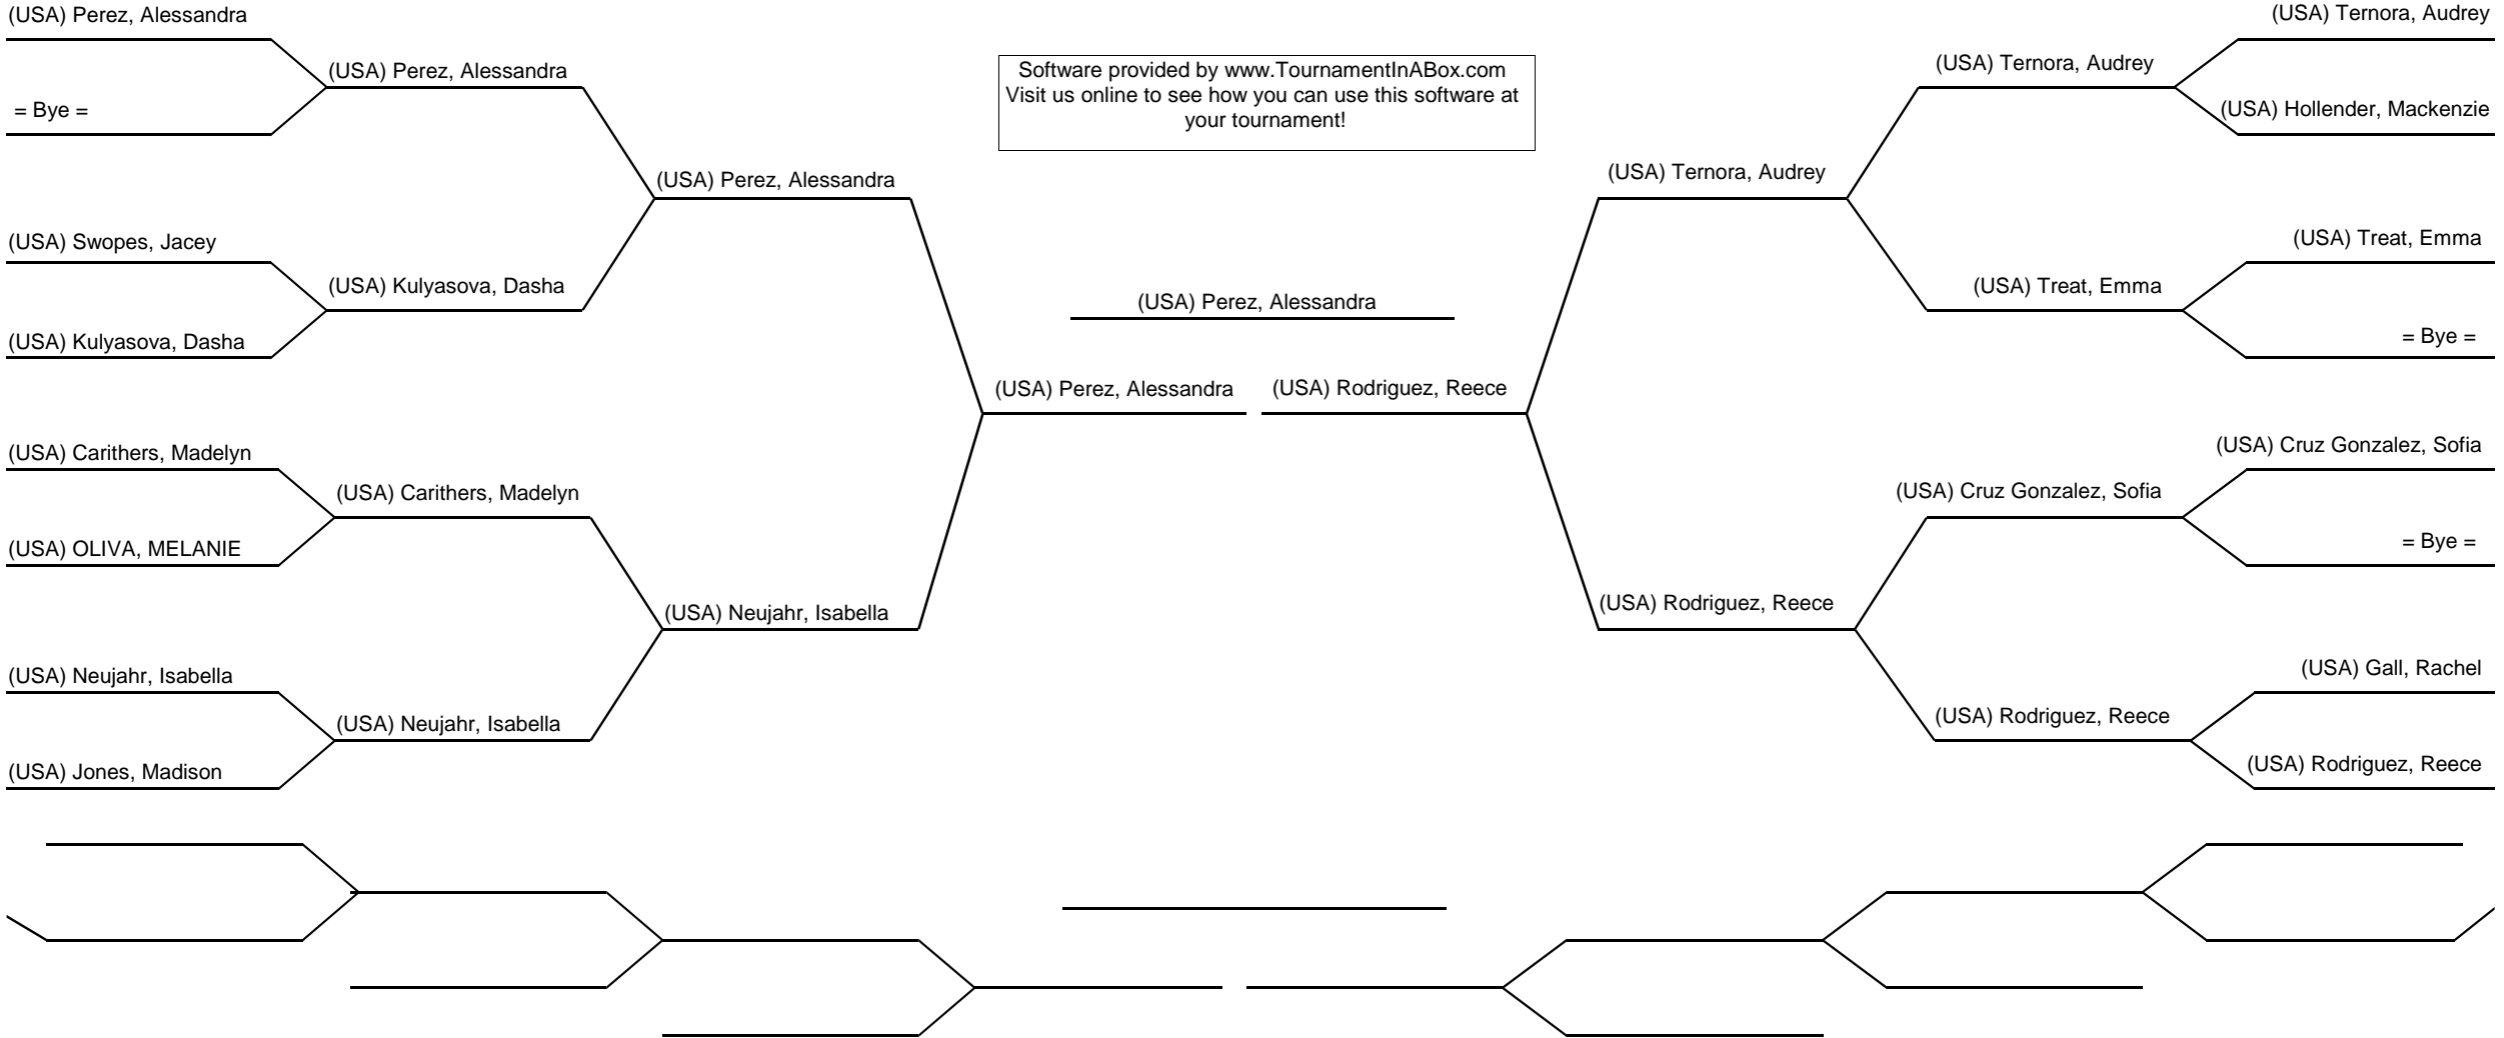 (USA) Perez, Alessandra
= Bye =
(USA) Swopes, Jacey
(USA) Kulyasova, Dasha
(USA) Carithers, Madelyn
(USA) OLIVA, MELANIE
(USA) Neujahr, Isabella
(USA) Jones, Madison
(USA) Perez, Alessandra
(USA) Kulyasova, Dasha
(USA) Carithers, Madelyn
(USA) Neujahr, Isabella
(USA) Perez, Alessandra
(USA) Neujahr, Isabella
(USA) Perez, Alessandra
Software provided by www.TournamentInABox.com
Visit us online to see how you can use this software at
your tournament!
(USA) Perez, Alessandra
(USA) Rodriguez, Reece
(USA) Ternora, Audrey
(USA) Rodriguez, Reece
(USA) Ternora, Audrey
(USA) Treat, Emma
(USA) Cruz Gonzalez, Sofia
(USA) Rodriguez, Reece
(USA) Ternora, Audrey
(USA) Hollender, Mackenzie
(USA) Treat, Emma
= Bye =
(USA) Cruz Gonzalez, Sofia
= Bye =
(USA) Gall, Rachel
(USA) Rodriguez, Reece